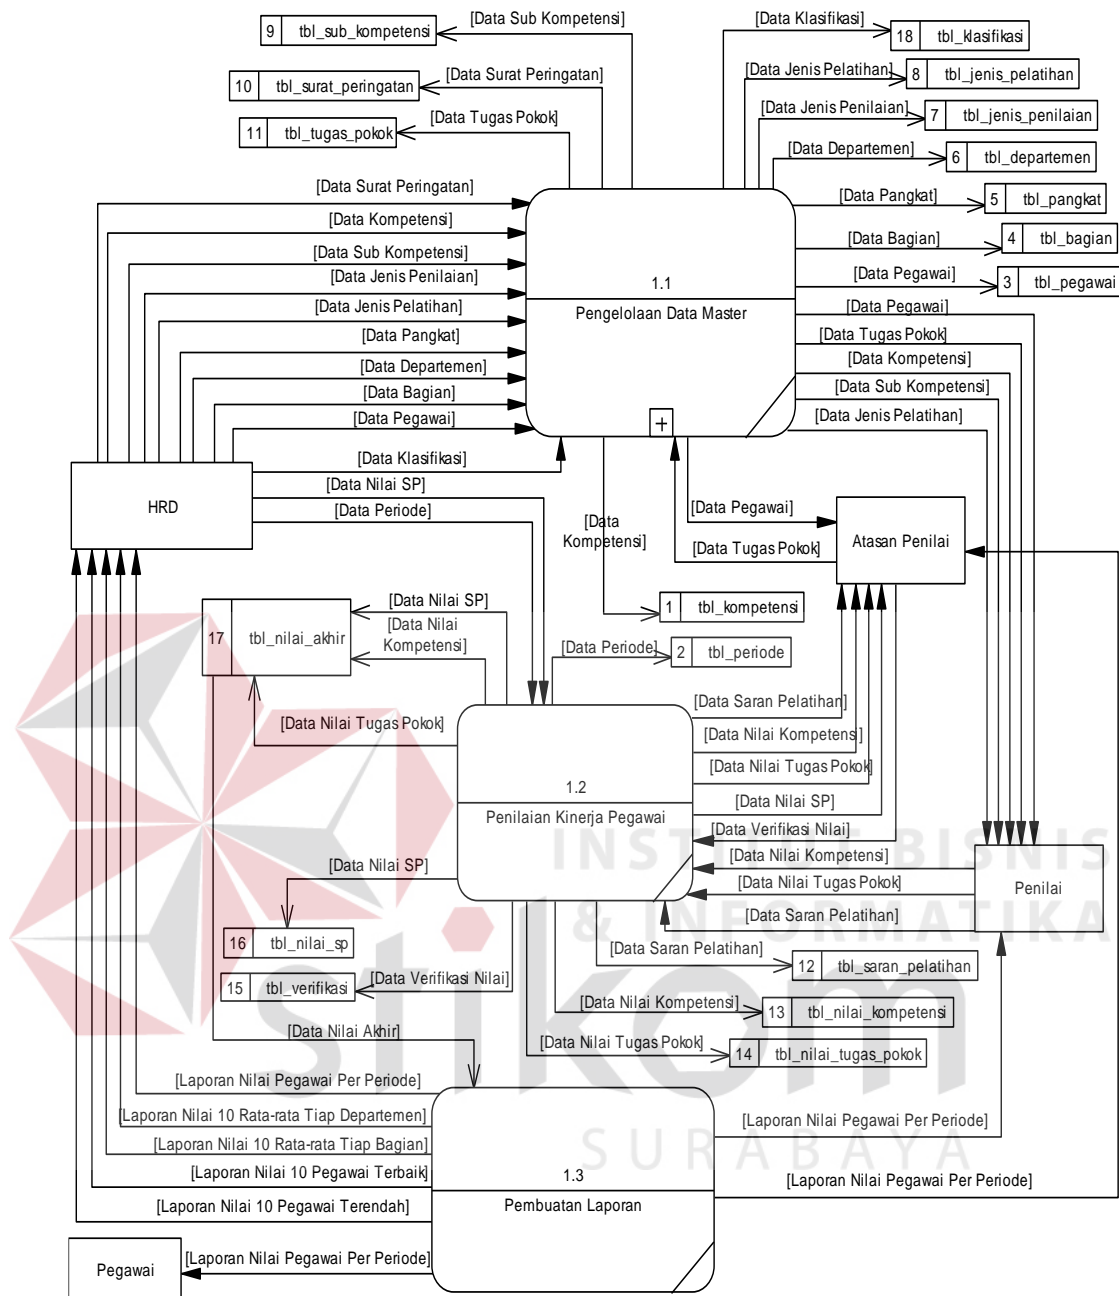 9 tbl_sub_kompetensi
[Data Sub Kompetensi]
[Data Klasifikasi]
18 tbl_klasifikasi
10 tbl_surat_peringatan
[Data Surat Peringatan]
[Data Jenis Pelatihan]
8 tbl_jenis_pelatihan
11 tbl_tugas_pokok
[Data Tugas Pokok]
[Data Jenis Penilaian]
7 tbl_jenis_penilaian
[Data Departemen]
6 tbl_departemen
[Data Surat Peringatan]
[Data Pangkat]
5 tbl_pangkat
[Data Kompetensi]
[Data Bagian]
4 tbl_bagian
[Data Sub Kompetensi]
[Data Jenis Penilaian]
[Data Pegawai]
3 tbl_pegawai
1.1
Pengelolaan Data Master
[Data Jenis Pelatihan]
[Data Pegawai]
[Data Pangkat]
[Data Tugas Pokok]
[Data Departemen]
[Data Kompetensi]
[Data Bagian]
[Data Sub Kompetensi]
[Data Pegawai]
[Data Jenis Pelatihan]
+
HRD
[Data Klasifikasi]
[Data Nilai SP]
[Data Periode]
[Data
Kompetensi]
[Data Pegawai]
[Data Tugas Pokok]
Atasan Penilai
17 tbl_nilai_akhir
[Data Nilai SP]
[Data Nilai
Kompetensi]
1 tbl_kompetensi
[Data Periode]
2 tbl_periode
[Data Nilai Tugas Pokok]
[Data Saran Pelatihan]
[Data Nilai Kompetensi]
[Data Nilai Tugas Pokok]
1.2
Penilaian Kinerja Pegawai
[Data Nilai SP]
[Data Verifikasi Nilai]
[Data Nilai Kompetensi]
[Data Nilai Tugas Pokok]
[Data Saran Pelatihan]
Penilai
INSTITUT BISNIS
& INFORMATIKA
stikom
SURABAYA
[Data Nilai SP]
16 tbl_nilai_sp
15 tbl_verifikasi
[Data Verifikasi Nilai]
[Data Saran Pelatihan]
12 tbl_saran_pelatihan
[Data Nilai Kompetensi]
13 tbl_nilai_kompetensi
[Data Nilai Akhir]
[Data Nilai Tugas Pokok]
14 tbl_nilai_tugas_pokok
[Laporan Nilai Pegawai Per Periode]
[Laporan Nilai 10 Rata-rata Tiap Departemen]
[Laporan Nilai 10 Rata-rata Tiap Bagian]
[Laporan Nilai 10 Pegawai Terbaik]
[Laporan Nilai 10 Pegawai Terendah]
1.3
Pembuatan Laporan
[Laporan Nilai Pegawai Per Periode]
[Laporan Nilai Pegawai Per Periode]
Pegawai
[Laporan Nilai Pegawai Per Periode]